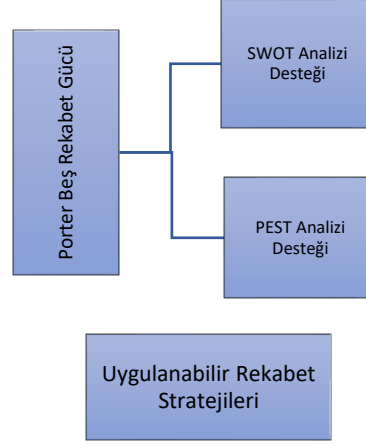 Porter Beş Rekabet Gücü
SWOT Analizi
Desteği
PEST Analizi
Desteği
Uygulanabilir Rekabet
Stratejileri